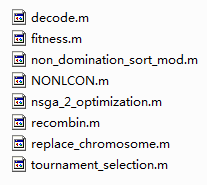 decode.m
fitness.m
non_domination_sort_mod.m
NONLCON.m
nsga_2_optimization.m
recombin.m
replace_chromosome.m
tournament_selection.m